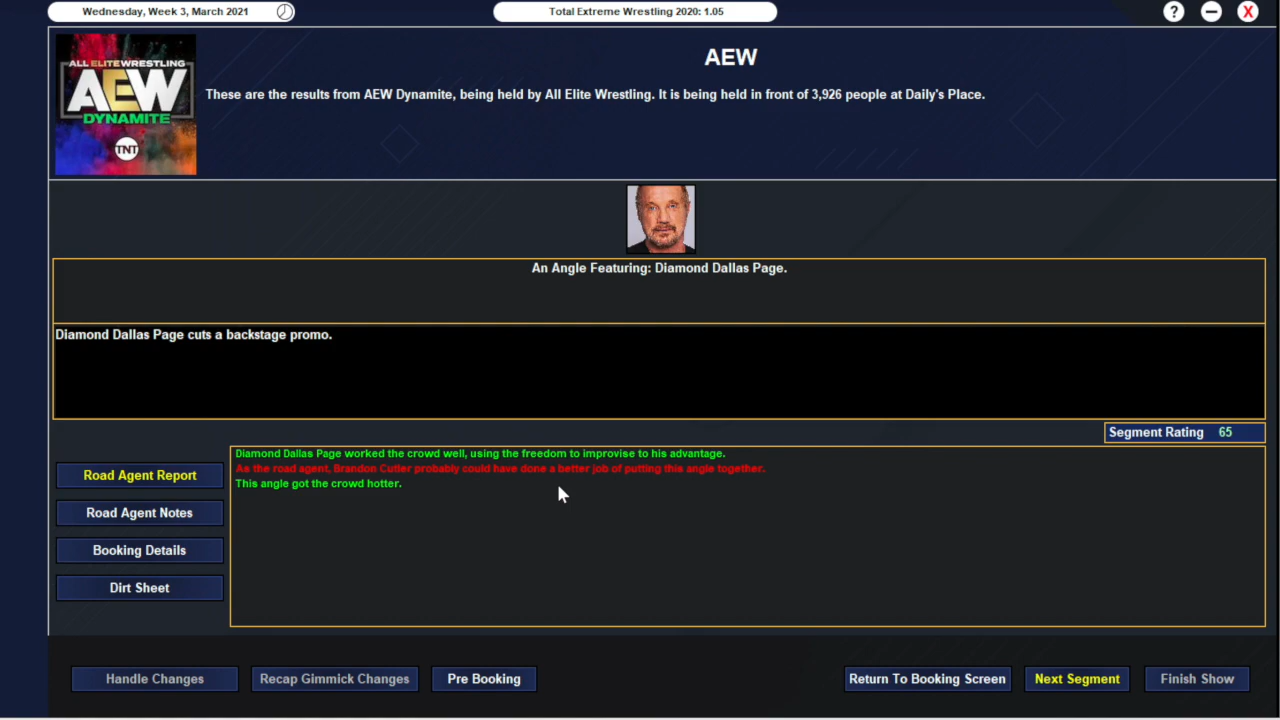 Wednesday, Week 3, March 2021
Total Extreme Wrestling 2020: 1.05
?
X
ALL ELITE WRESTLING
AEW
DYNAMITE
TNT
AEW
These are the results from AEW Dynamite, being held by All Elite Wrestling. It is being held in front of 3,926 people at Daily's Place.
An Angle Featuring: Diamond Dallas Page.
Diamond Dallas Page cuts a backstage promo.
Segment Rating 65
Road Agent Report
Road Agent Notes
Booking Details
Dirt Sheet
Diamond Dallas Page worked the crowd well, using the freedom to improvise to his advantage.
As the road agent, Brandon Cutler probably could have done a better job of putting this angle together.
This angle got the crowd hotter.
Handle Changes
Recap Gimmick Changes
Pre Booking
Return To Booking Screen
Next Segment
Finish Show